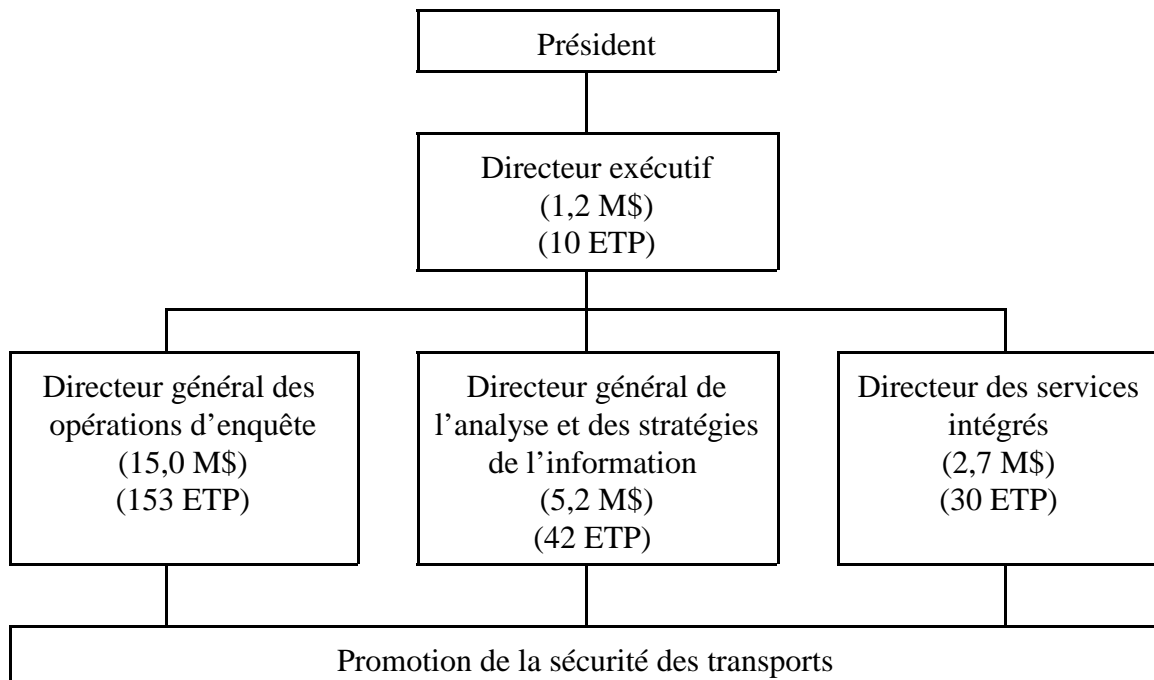 Président
Directeur exécutif
(1,2 M$)
(10 ETP)
Directeur général des
opérations d’enquête
(15,0 M$)
(153 ETP)
Directeur général de
l’analyse et des stratégies
de l’information
(5,2 M$)
(42 ETP)
Directeur des services
intégrés
(2,7 M$)
(30 ETP)
Promotion de la sécurité des transports